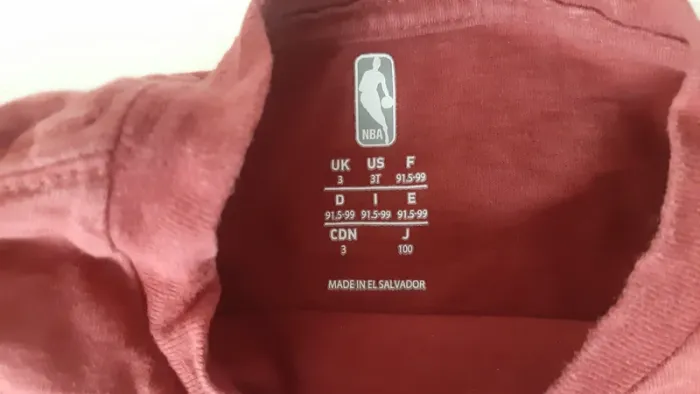 NBA
UK US F
3 3T 91,5-99
D I E
91,5-99 91,5-99 91,5-99
CDN J
3 100
MADE IN EL SALVADOR